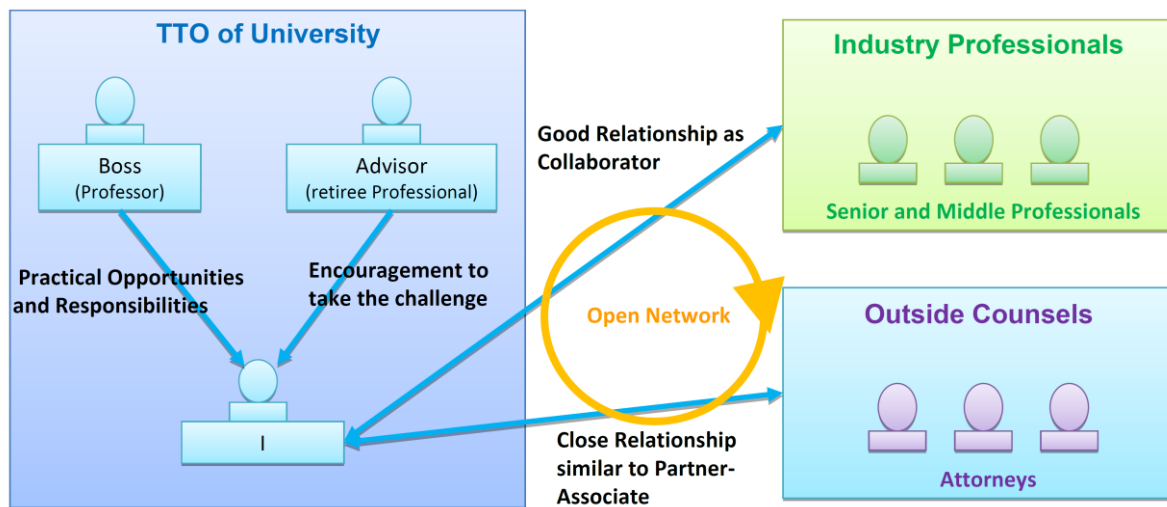 TTO of University
Boss
(Professor)
Advisor
(retiree Professional)
Practical Opportunities
and Responsibilities
Encouragement to
take the challenge
I
Good Relationship as
Collaborator
Open Network
Close Relationship
similar to Partner-
Associate
Industry Professionals
Senior and Middle Professionals
Outside Counsels
Attorneys